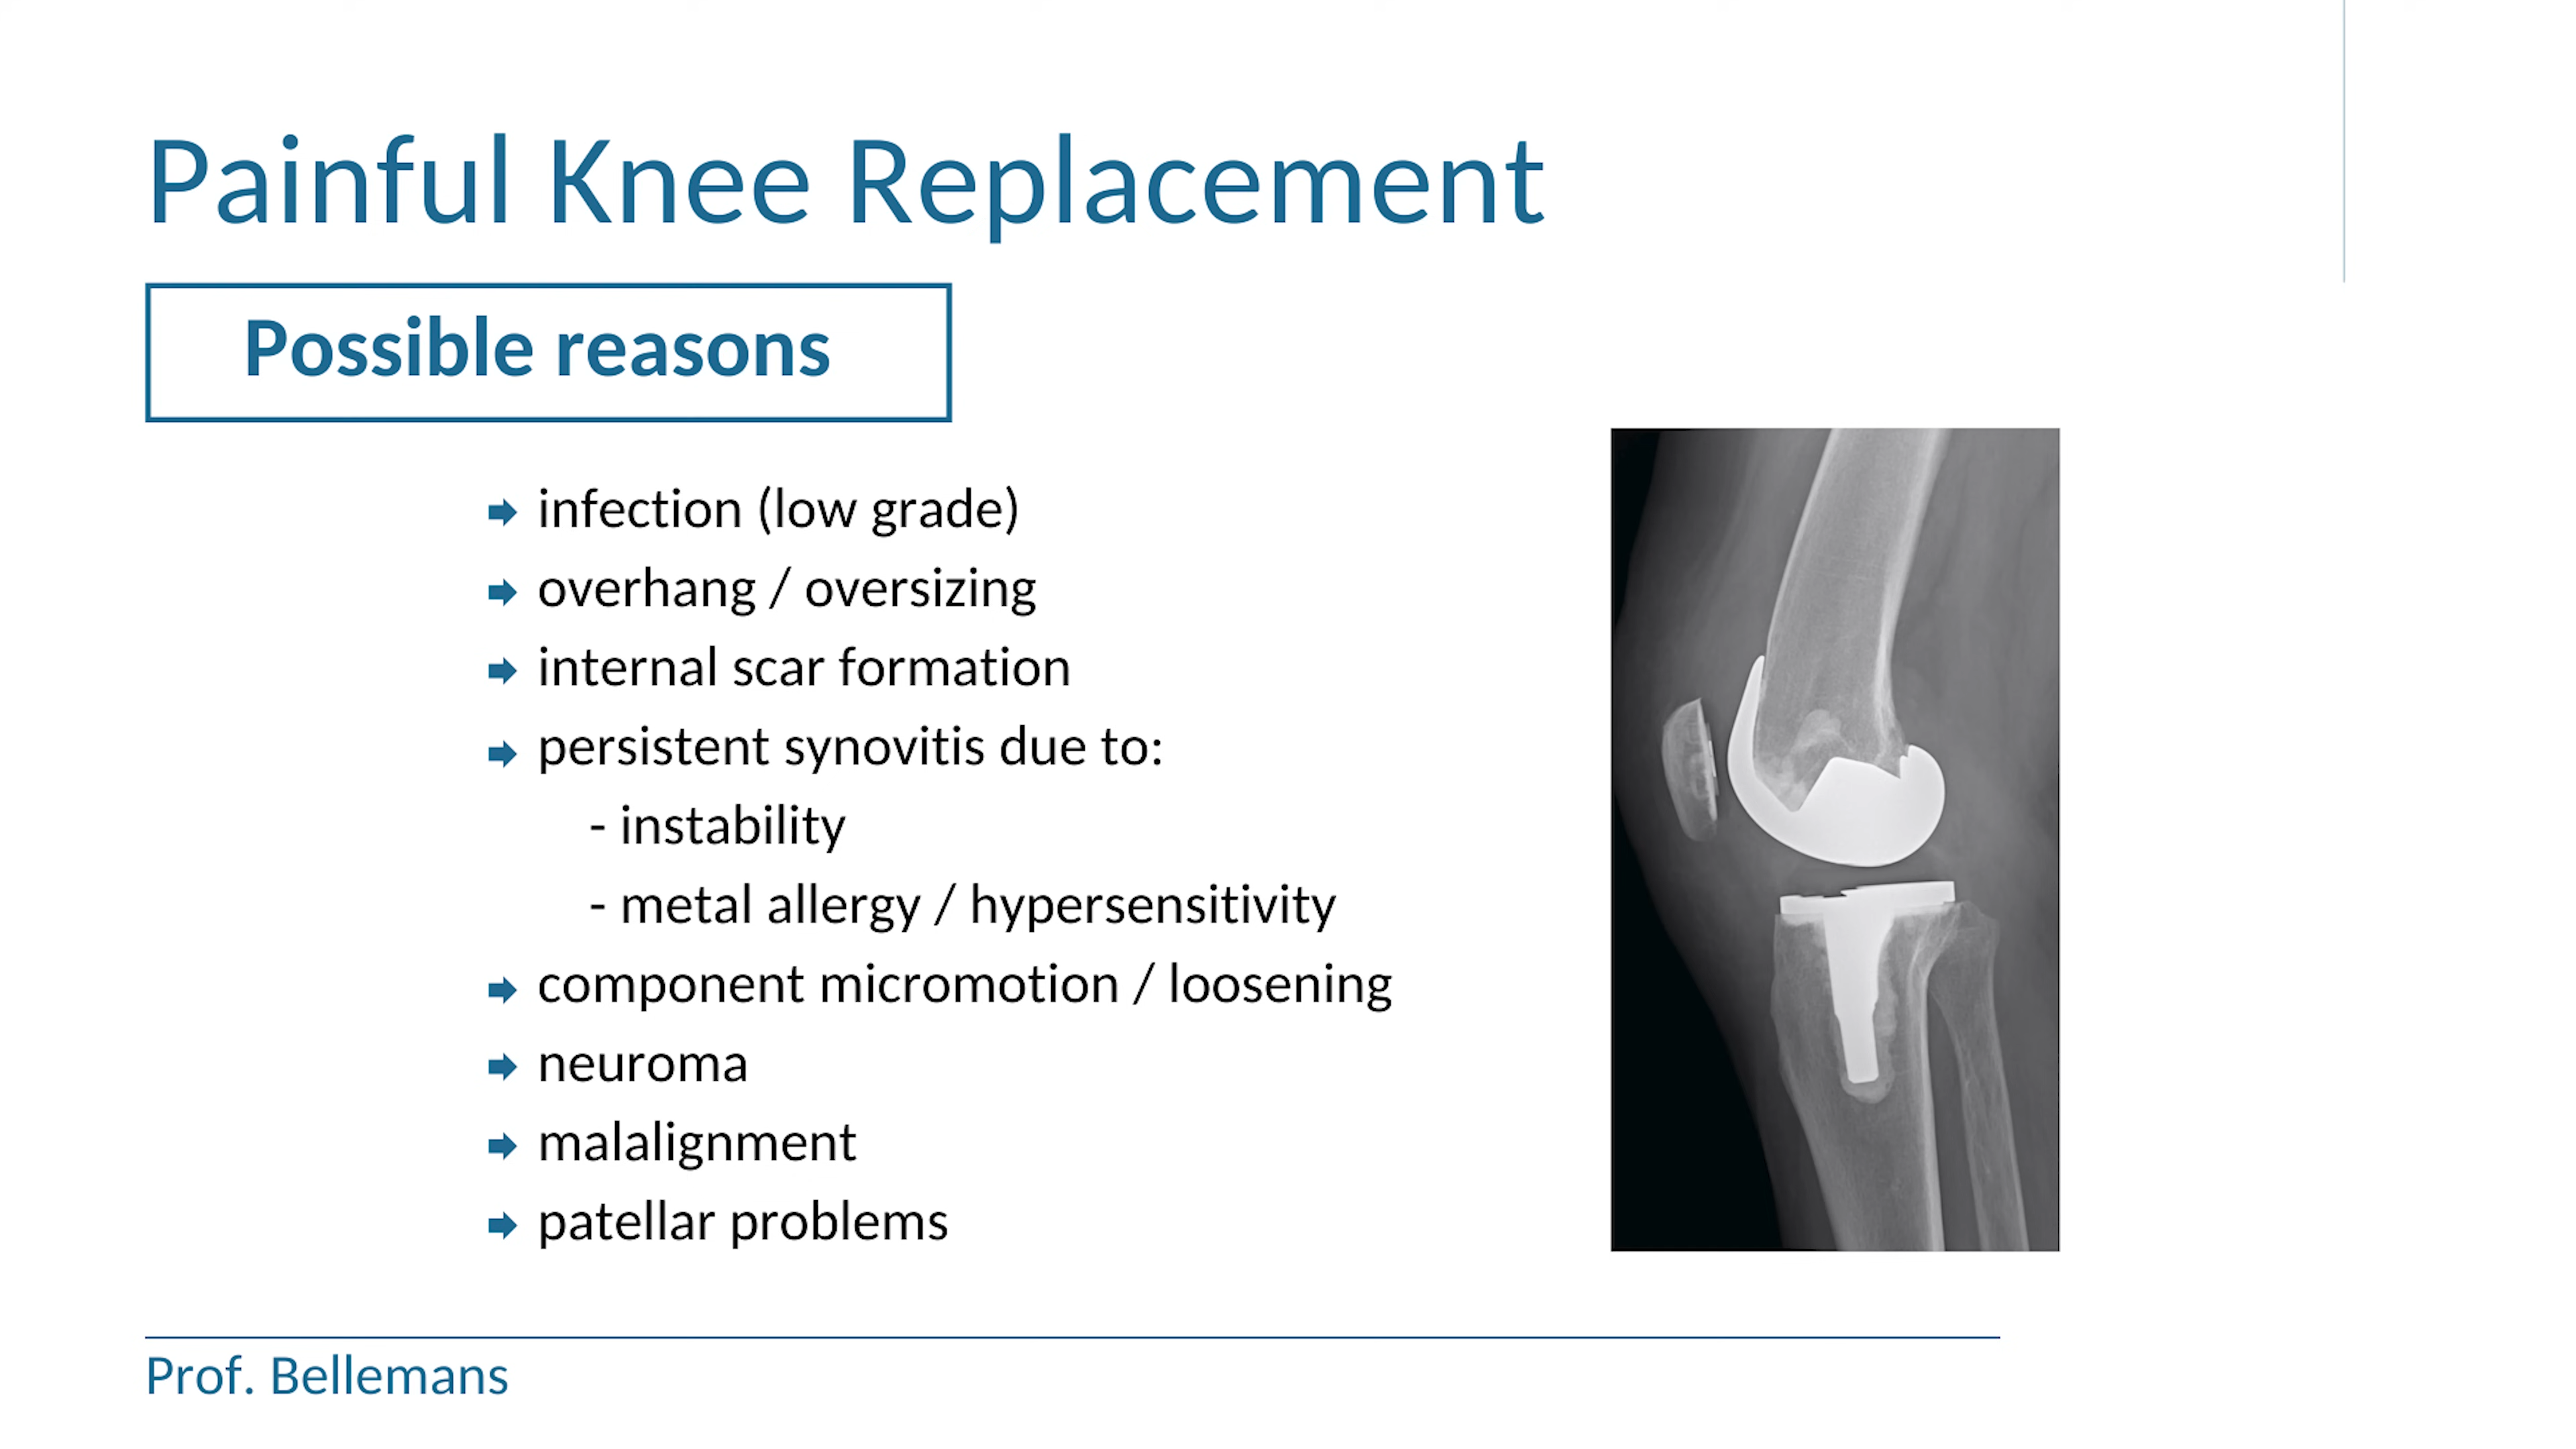 Painful Knee Replacement
Possible reasons
infection (low grade)
overhang / oversizing
internal scar formation
persistent synovitis due to:
- instability
- metal allergy / hypersensitivity
component micromotion / loosening
neuroma
malalignment
patellar problems
Prof. Bellemans